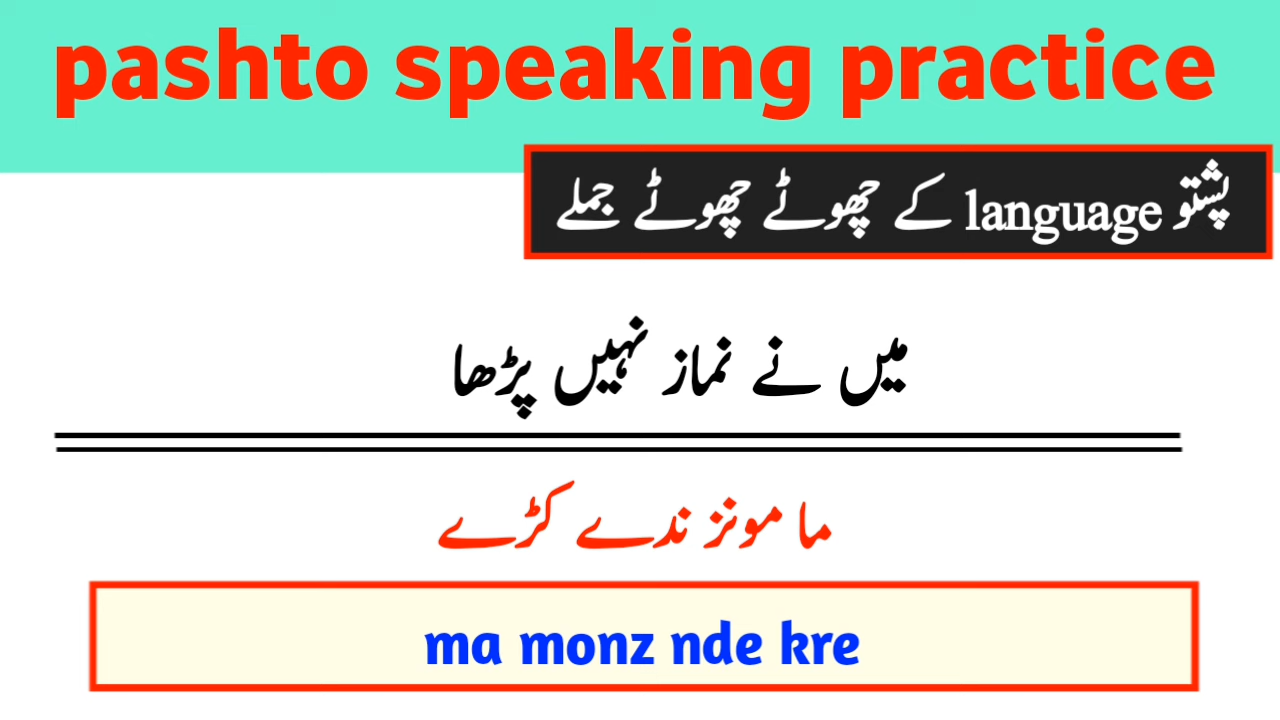 pashto speaking practice
پشتو language کے چھوٹے چھوٹے جملے
میں نے نماز نہیں پڑھا
ما مونز ندے کڑے
ma monz nde kre